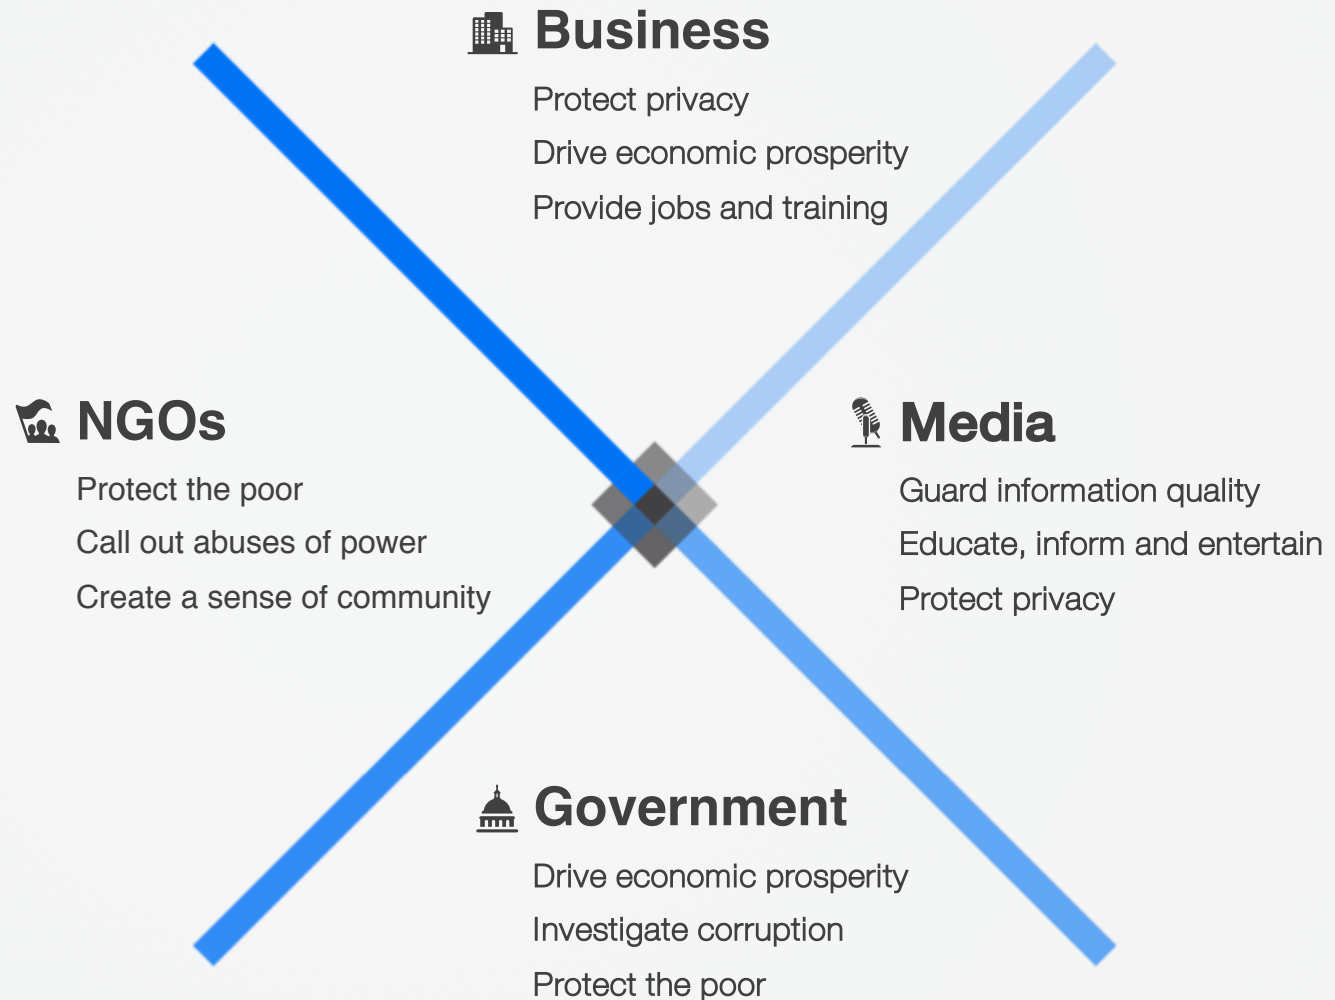 Business
Protect privacy
Drive economic prosperity
Provide jobs and training
NGOs
Protect the poor
Call out abuses of power
Create a sense of community
Media
Guard information quality
Educate, inform and entertain
Protect privacy
Government
Drive economic prosperity
Investigate corruption
Protect the poor